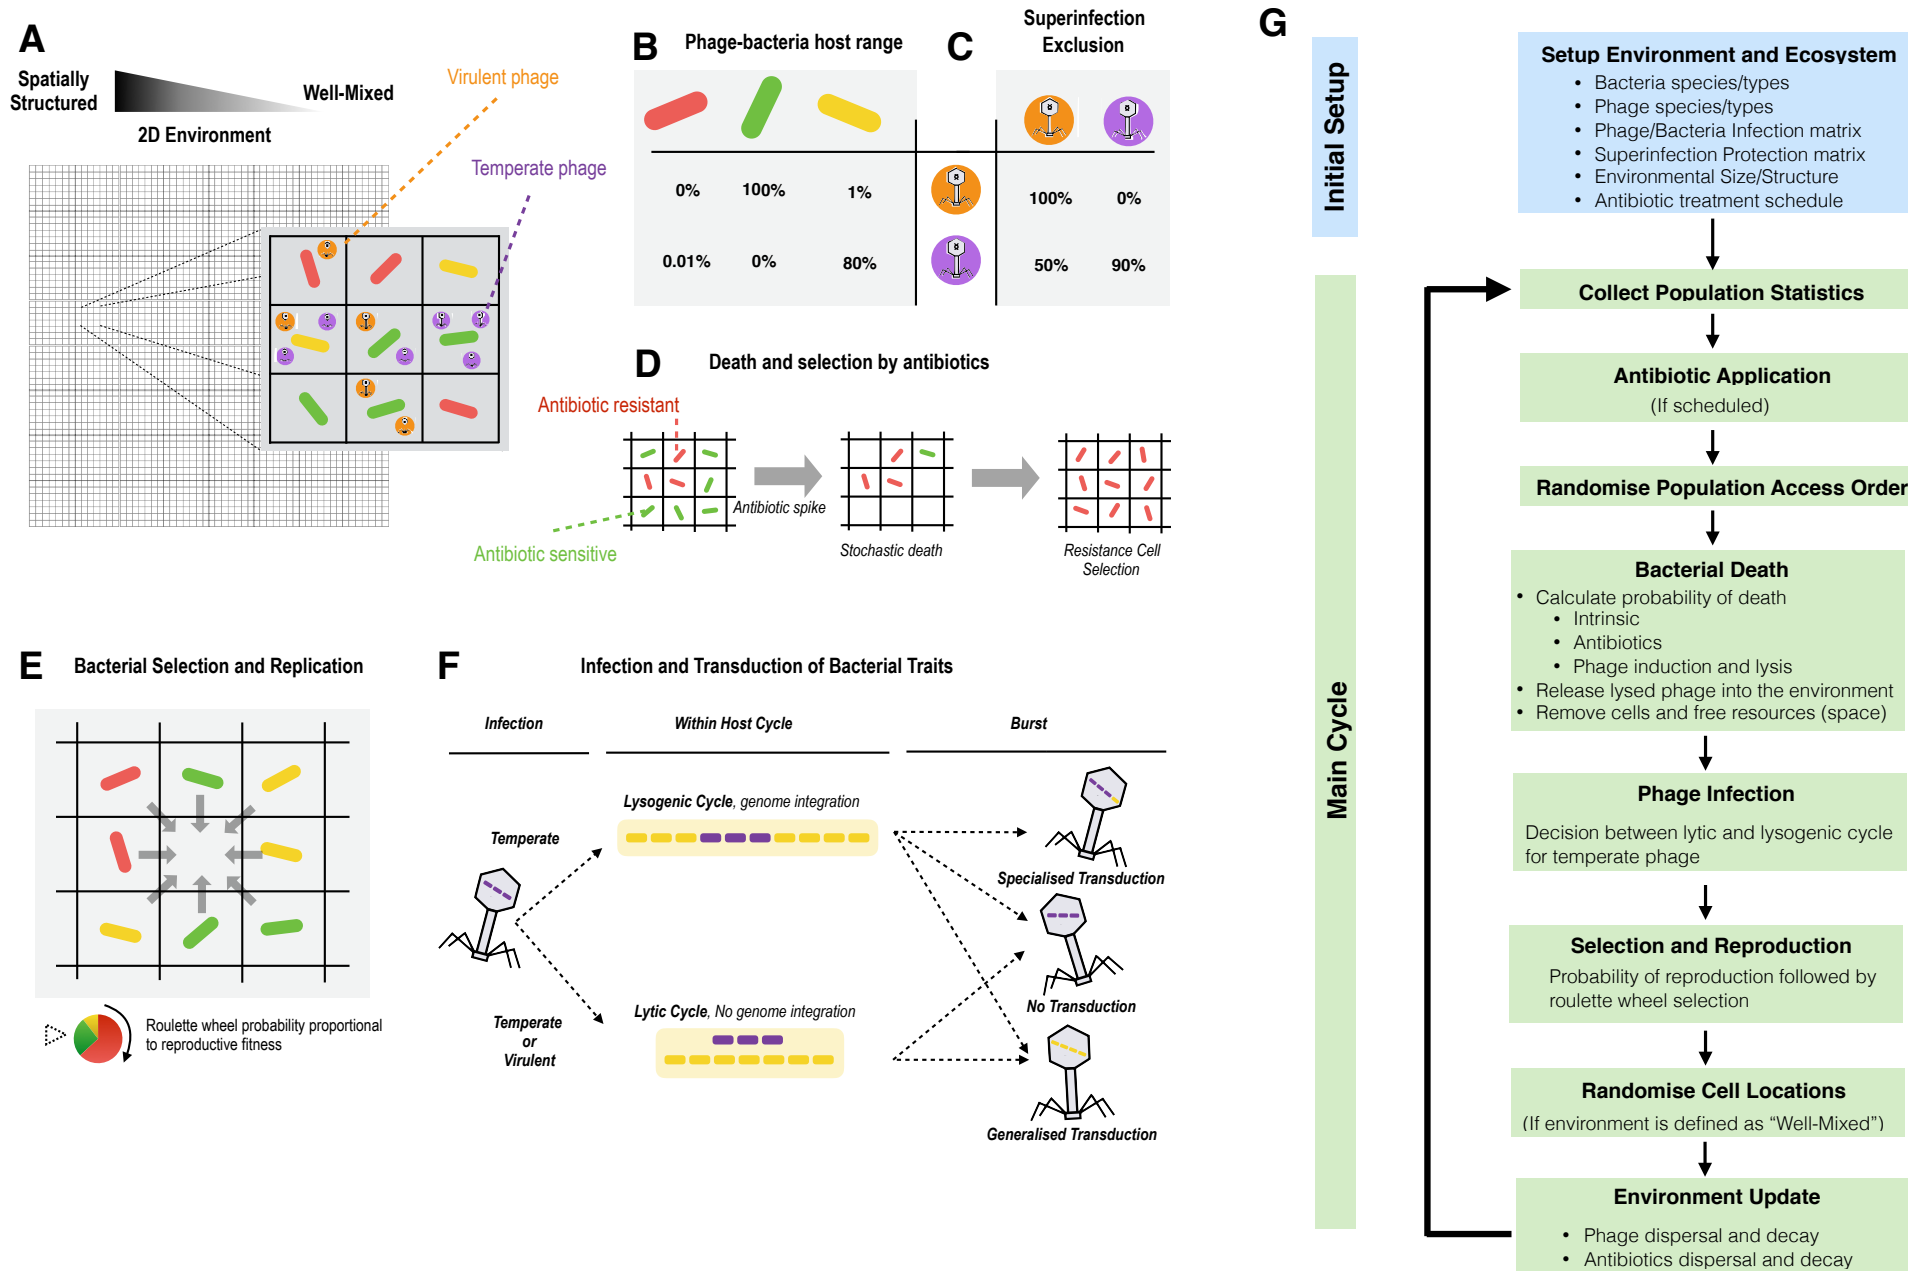 A
Spatially
Structured
Well-Mixed
2D Environment
Virulent phage
Temperate phage
B
Phage-bacteria host range
C
Superinfection
Exclusion
0%
100%
1%
100%
0%
0.01%
0%
80%
50%
90%
D
Death and selection by antibiotics
Antibiotic resistant
Antibiotic spike
Antibiotic sensitive
Stochastic death
Resistance Cell
Selection
E
Bacterial Selection and Replication
Roulette wheel probability proportional
to reproductive fitness
F
Infection and Transduction of Bacterial Traits
Infection
Within Host Cycle
Burst
Lysogenic Cycle, genome integration
Temperate
Specialised Transduction
No Transduction
Lytic Cycle, No genome integration
Temperate
or
Virulent
Generalised Transduction
G
Initial Setup
Setup Environment and Ecosystem
• Bacteria species/types
• Phage species/types
• Phage/Bacteria Infection matrix
• Superinfection Protection matrix
• Environmental Size/Structure
• Antibiotic treatment schedule
Main Cycle
Collect Population Statistics
Antibiotic Application
(If scheduled)
Randomise Population Access Order
Bacterial Death
• Calculate probability of death
• Intrinsic
• Antibiotics
• Phage induction and lysis
• Release lysed phage into the environment
• Remove cells and free resources (space)
Phage Infection
Decision between lytic and lysogenic cycle
for temperate phage
Selection and Reproduction
Probability of reproduction followed by
roulette wheel selection
Randomise Cell Locations
(If environment is defined as “Well-Mixed”)
Environment Update
• Phage dispersal and decay
• Antibiotics dispersal and decay